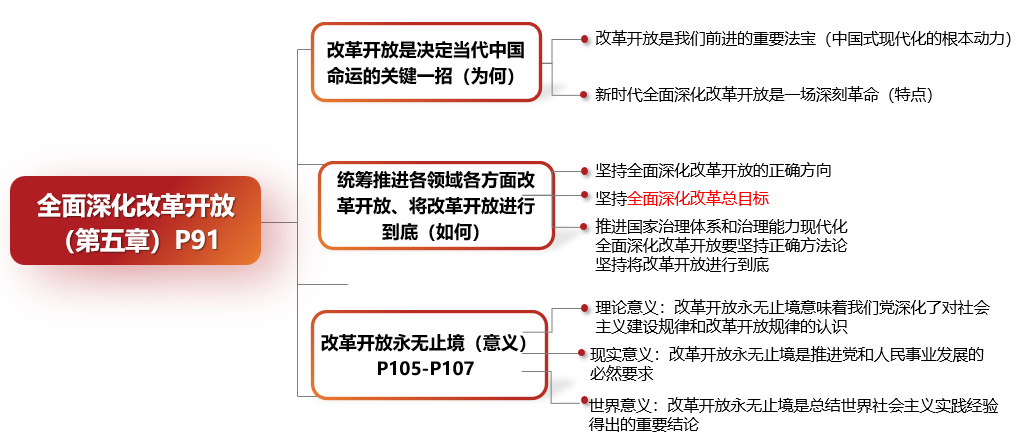 全面深化改革开放
（第五章）P91
改革开放是决定当代中国
命运的关键一招（为何）
改革开放是我们前进的重要法宝（中国式现代化的根本动力）
新时代全面深化改革开放是一场深刻革命（特点）
统筹推进各领域各方面改
革开放、将改革开放进行
到底（如何）
坚持全面深化改革开放的正确方向
坚持全面深化改革总目标
推进国家治理体系和治理能力现代化
全面深化改革开放要坚持正确方法论
坚持将改革开放进行到底
改革开放永无止境（意义）
P105-P107
理论意义：改革开放永无止境意味着我们党深化了对社会
主义建设规律和改革开放规律的认识
现实意义：改革开放永无止境是推进党和人民事业发展的
必然要求
世界意义：改革开放永无止境是总结世界社会主义实践经验
得出的重要结论